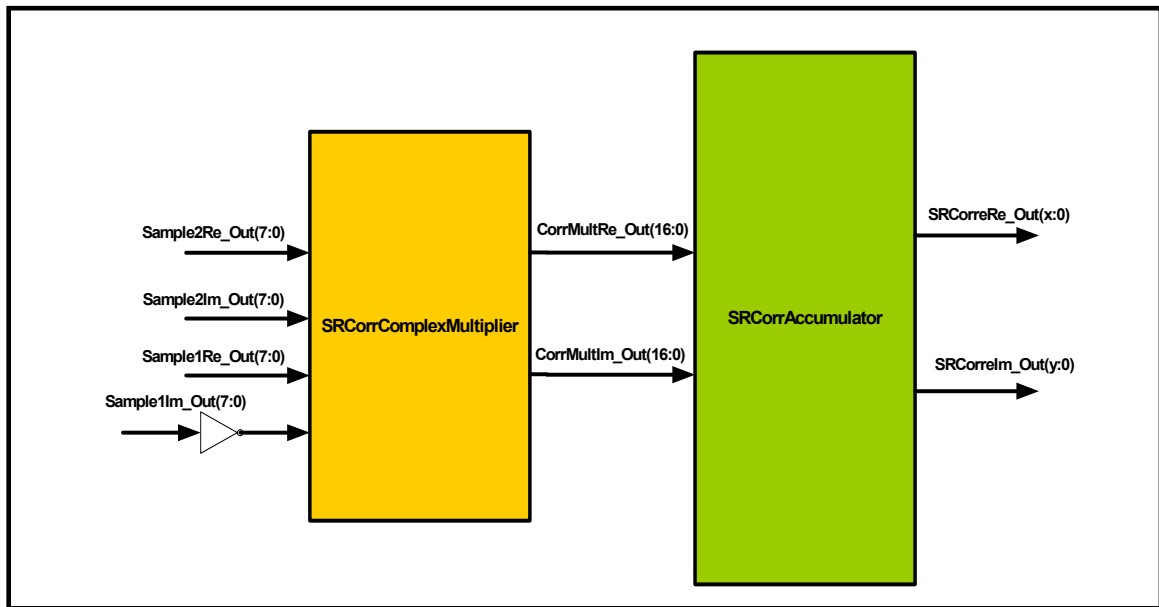 Sample2Re_Out(7:0)
Sample2Im_Out(7:0)
Sample1Re_Out(7:0)
Sample1Im_Out(7:0)
SRCorrComplexMultiplier
CorrMultRe_Out(16:0)
CorrMultIm_Out(16:0)
SRCorrAccumulator
SRCorreRe_Out(x:0)
SRCorreIm_Out(y:0)